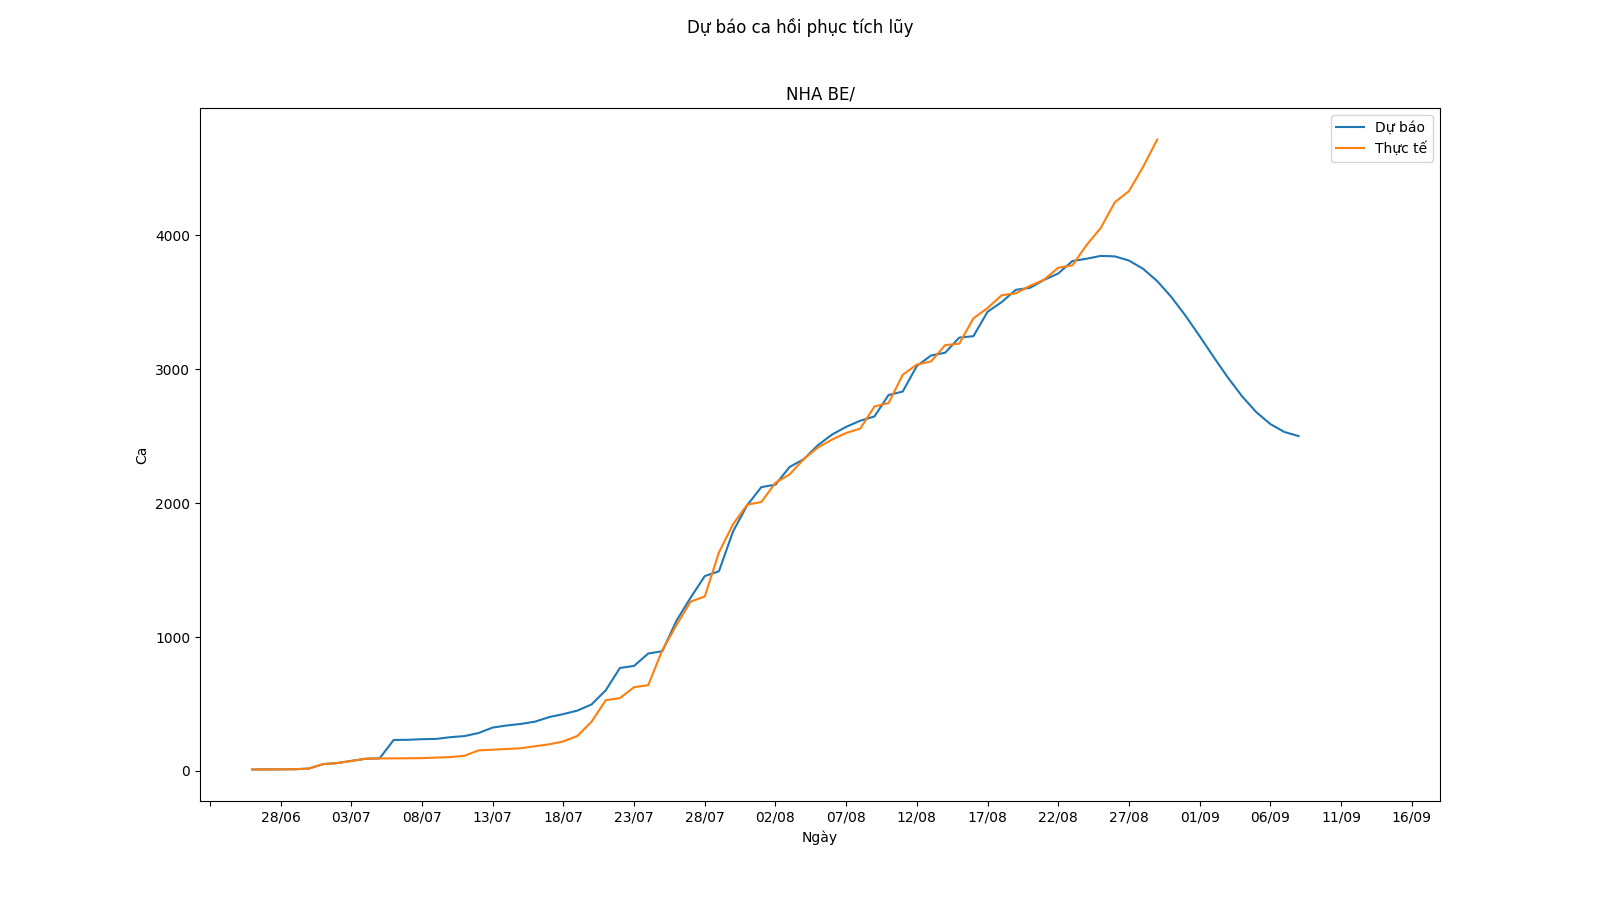 Dự báo ca hồi phục tích lũy
NHA BE/
Dự báo
Thực tế
4000
3000
2000
1000
0
Ca
28/06 03/07 08/07 13/07 18/07 23/07 28/07 02/08 07/08 12/08 17/08 22/08 27/08 01/09 06/09 11/09 16/09
Ngày